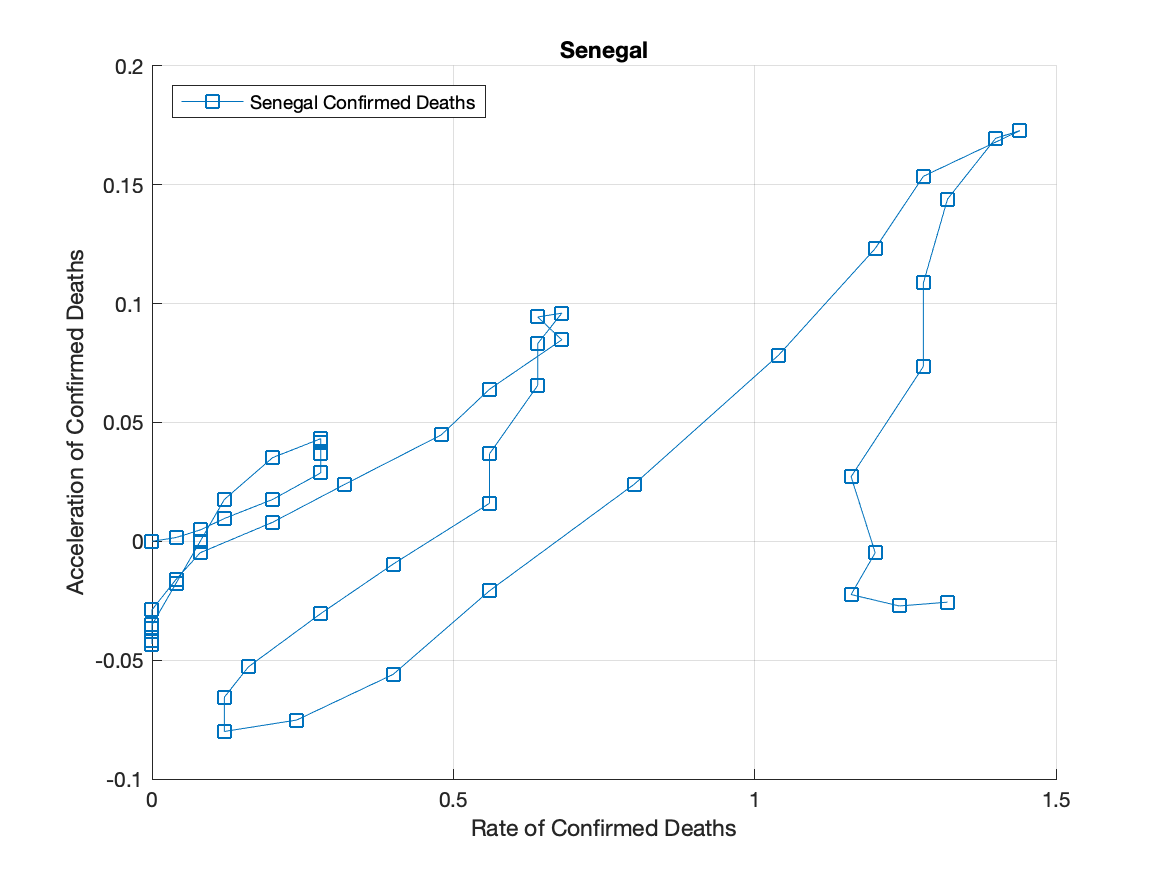 Senegal
0.2
Senegal Confirmed Deaths
0.15
0.1
0.05
0
-0.05
-0.1
Acceleration of Confirmed Deaths
0 0.5 1 1.5
Rate of Confirmed Deaths